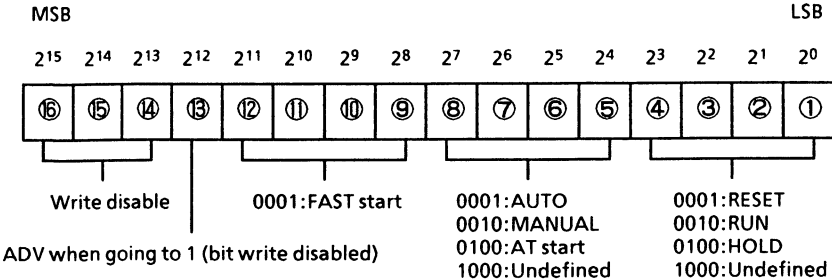 MSB LSB
2¹⁵ 2¹⁴ 2¹³ 2¹² 2¹¹ 2¹⁰ 2⁹ 2⁸ 2⁷ 2⁶ 2⁵ 2⁴ 2³ 2² 2¹ 2⁰
⑯ ⑮ ⑭ ⑬ ⑫ ⑪ ⑩ ⑨ ⑧ ⑦ ⑥ ⑤ ④ ③ ② ①
Write disable
0001:FAST start
0001:AUTO
0010:MANUAL
0100:AT start
1000:Undefined
0001:RESET
0010:RUN
0100:HOLD
1000:Undefined
ADV when going to 1 (bit write disabled)